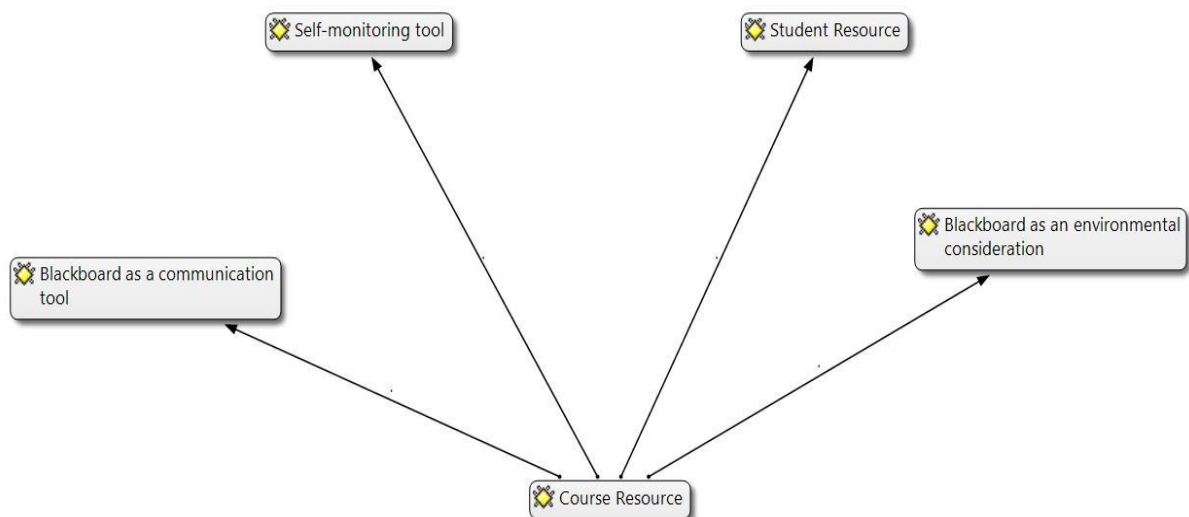 Self-monitoring tool
Student Resource
Blackboard as an environmental
consideration
Blackboard as a communication
tool
Course Resource